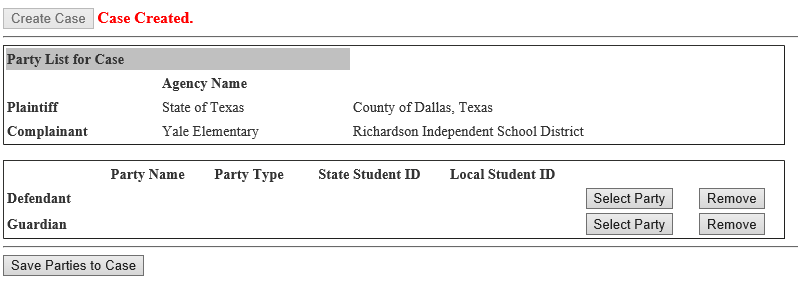 Create Case Case Created.
Party List for Case
Agency Name
Plaintiff State of Texas County of Dallas, Texas
Complainant Yale Elementary Richardson Independent School District
Party Name Party Type State Student ID Local Student ID
Defendant Select Party Remove
Guardian Select Party Remove
Save Parties to Case